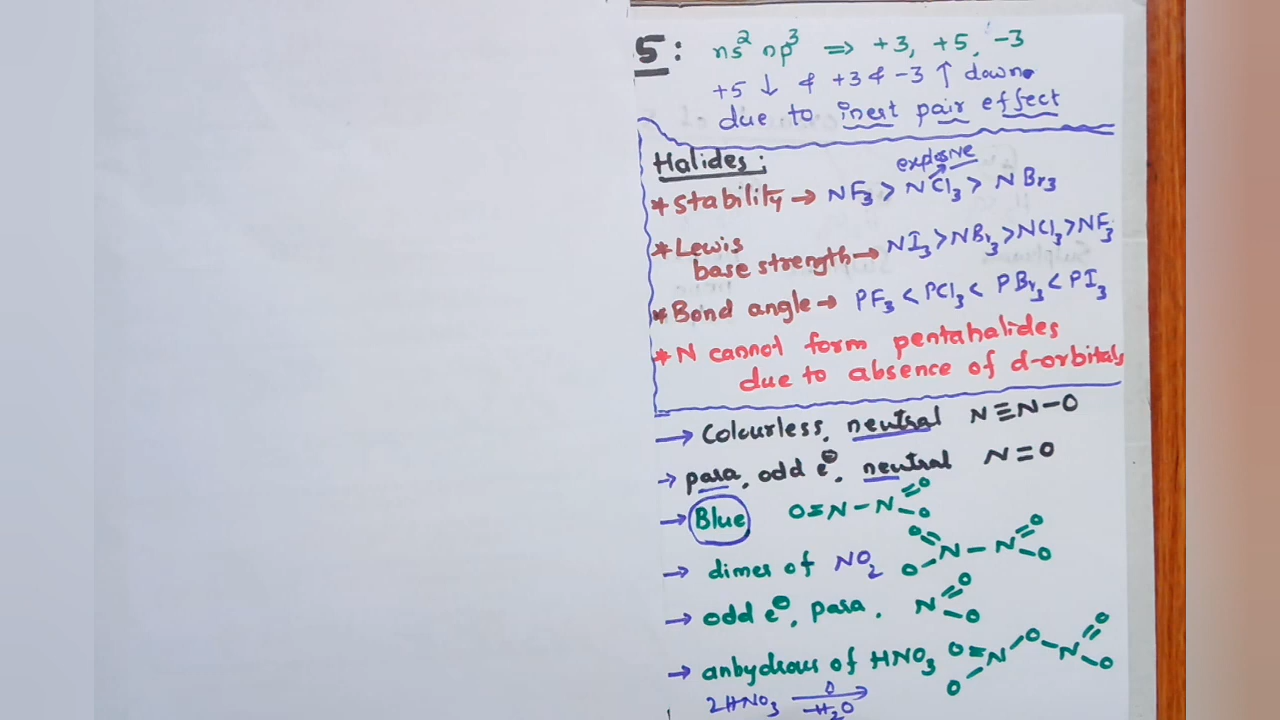 5 : ns² np³ ⇒ +3, +5, -3
+5 ↓ & +3 & -3 ↑ down
due to inert pair effect
Halides :
explosive
* Stability → NF₃ > NCl₃ > NBr₃
* Lewis
base strength → NI₃ > NBr₃ > NCl₃ > NF₃
* Bond angle → PF₃ < PCl₃ < PBr₃ < PI₃
* N cannot form pentahalides
due to absence of d-orbitals
→ Colourless, neutral N≡N-O
→ para, odd e⊖, neutral N=O
→ Blue O=N-N=O -O
→ dimer of NO₂ O= O- N-N =O -O
→ odd e⊖, para. N =O -O
→ anhydrous of HNO₃ O=N -O O N =O -O
2HNO₃ Δ→ -H₂O